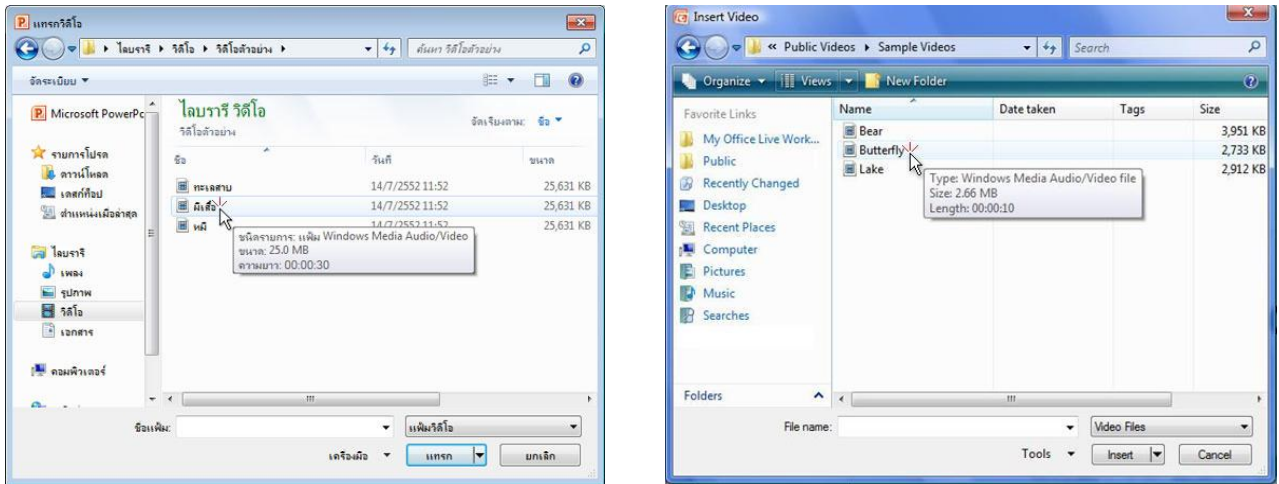 แทรกวิดีโอ
ไลบรารี ▸ วิดีโอ ▸ วิดีโอตัวอย่าง ▸
ค้นหา วิดีโอตัวอย่าง
จัดระเบียบ
Microsoft PowerPc
รายการโปรด
ดาวน์โหลด
เดสก์ท็อป
ตำแหน่งเมื่อล่าสุด
ไลบรารี
เพลง
รูปภาพ
วิดีโอ
เอกสาร
คอมพิวเตอร์
ไลบรารี วิดีโอ
วิดีโอตัวอย่าง
จัดเรียงตาม: ชื่อ
ชื่อ วันที่ ขนาด
ทะเลสาบ 14/7/2552 11:52 25,631 KB
ผีเสื้อ 14/7/2552 11:52 25,631 KB
หมี 14/7/2552 11:52 25,631 KB
ชนิดรายการ: แฟ้ม Windows Media Audio/Video
ขนาด: 25.0 MB
ความยาว: 00:00:30
ชื่อแฟ้ม: แฟ้มวิดีโอ
เครื่องมือ แทรก ยกเลิก
Insert Video
« Public Videos ▸ Sample Videos
Search
Organize Views New Folder
Favorite Links
My Office Live Work...
Public
Recently Changed
Desktop
Recent Places
Computer
Pictures
Music
Searches
Folders
Name Date taken Tags Size
Bear 3,951 KB
Butterfly 2,733 KB
Lake 2,912 KB
Type: Windows Media Audio/Video file
Size: 2.66 MB
Length: 00:00:10
File name: Video Files
Tools Insert Cancel